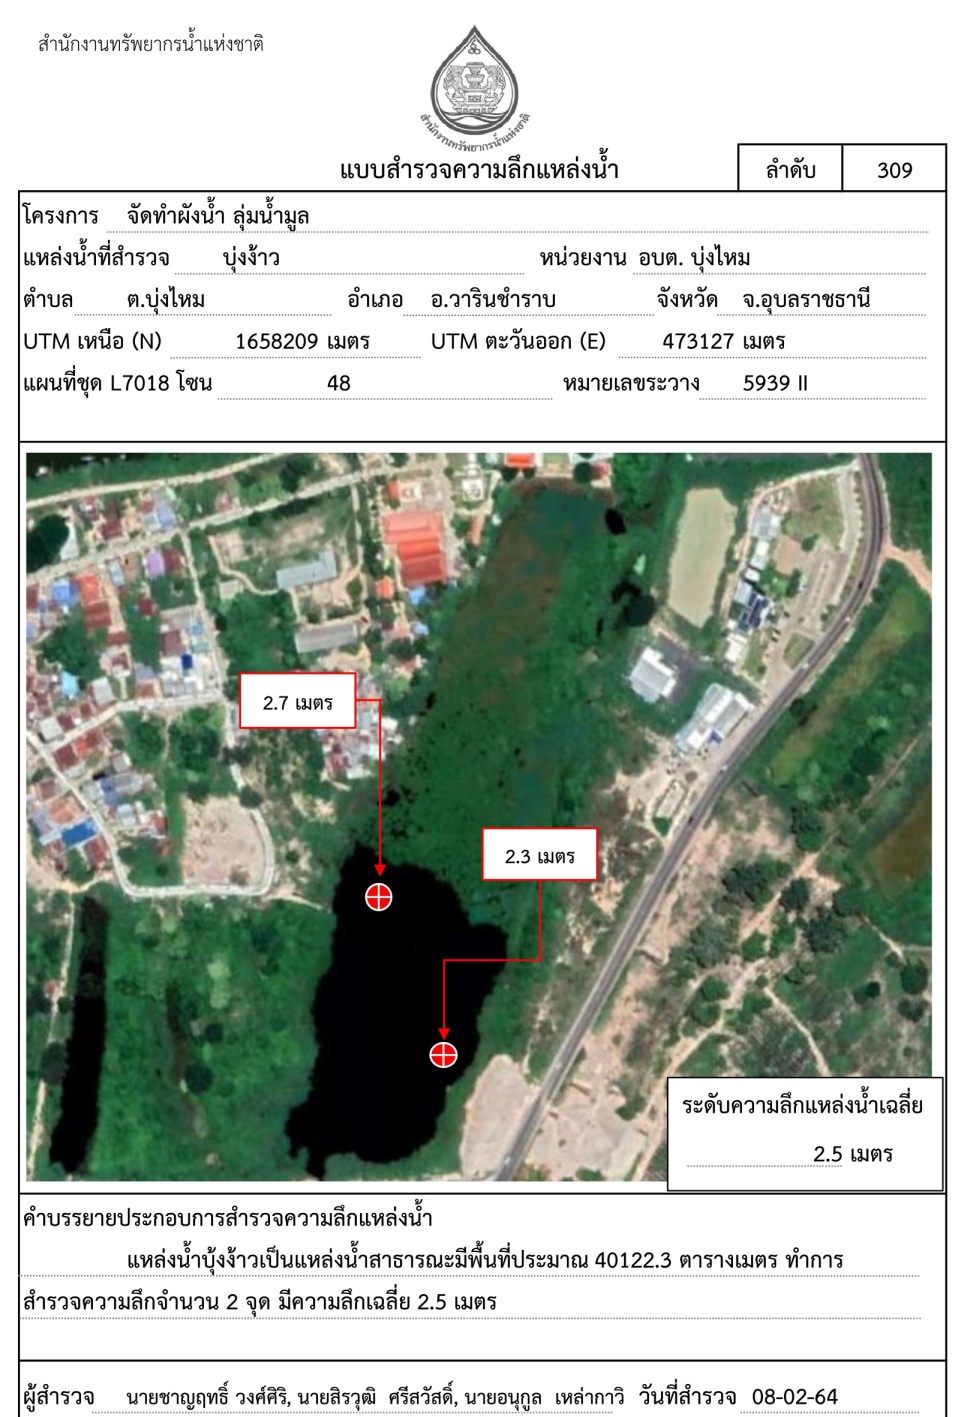 สำนักงานทรัพยากรน้ำแห่งชาติ
สำนักงานทรัพยากรน้ำแห่งชาติ
แบบสำรวจความลึกแหล่งน้ำ ลำดับ 309
โครงการ จัดทำผังน้ำ ลุ่มน้ำมูล
แหล่งน้ำที่สำรวจ บุ่งง้าว หน่วยงาน อบต. บุ่งไหม
ตำบล ต.บุ่งไหม อำเภอ อ.วารินชำราบ จังหวัด จ.อุบลราชธานี
UTM เหนือ (N) 1658209 เมตร UTM ตะวันออก (E) 473127 เมตร
แผนที่ชุด L7018 โซน 48 หมายเลขระวาง 5939 II
2.7 เมตร
2.3 เมตร
ระดับความลึกแหล่งน้ำเฉลี่ย
2.5 เมตร
คำบรรยายประกอบการสำรวจความลึกแหล่งน้ำ
แหล่งน้ำบุ้งง้าวเป็นแหล่งน้ำสาธารณะมีพื้นที่ประมาณ 40122.3 ตารางเมตร ทำการ
สำรวจความลึกจำนวน 2 จุด มีความลึกเฉลี่ย 2.5 เมตร
ผู้สำรวจ นายชาญฤทธิ์ วงศ์ศิริ, นายสิรวุฒิ ศรีสวัสดิ์, นายอนุกูล เหล่ากาวิ วันที่สำรวจ 08-02-64